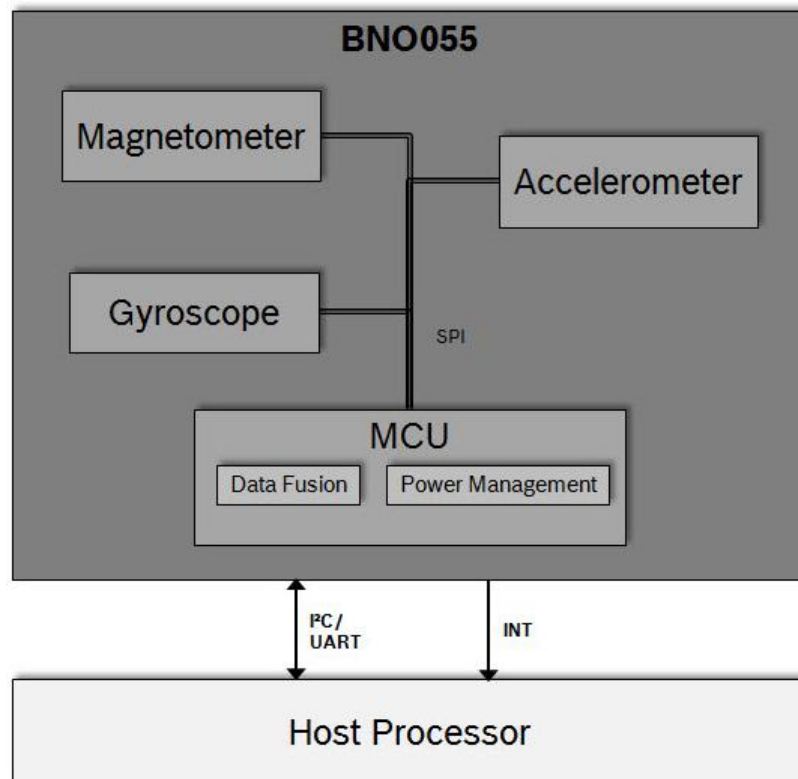 BNO055
Magnetometer
Accelerometer
Gyroscope
SPI
MCU
Data Fusion
Power Management
I²C/
UART
INT
Host Processor